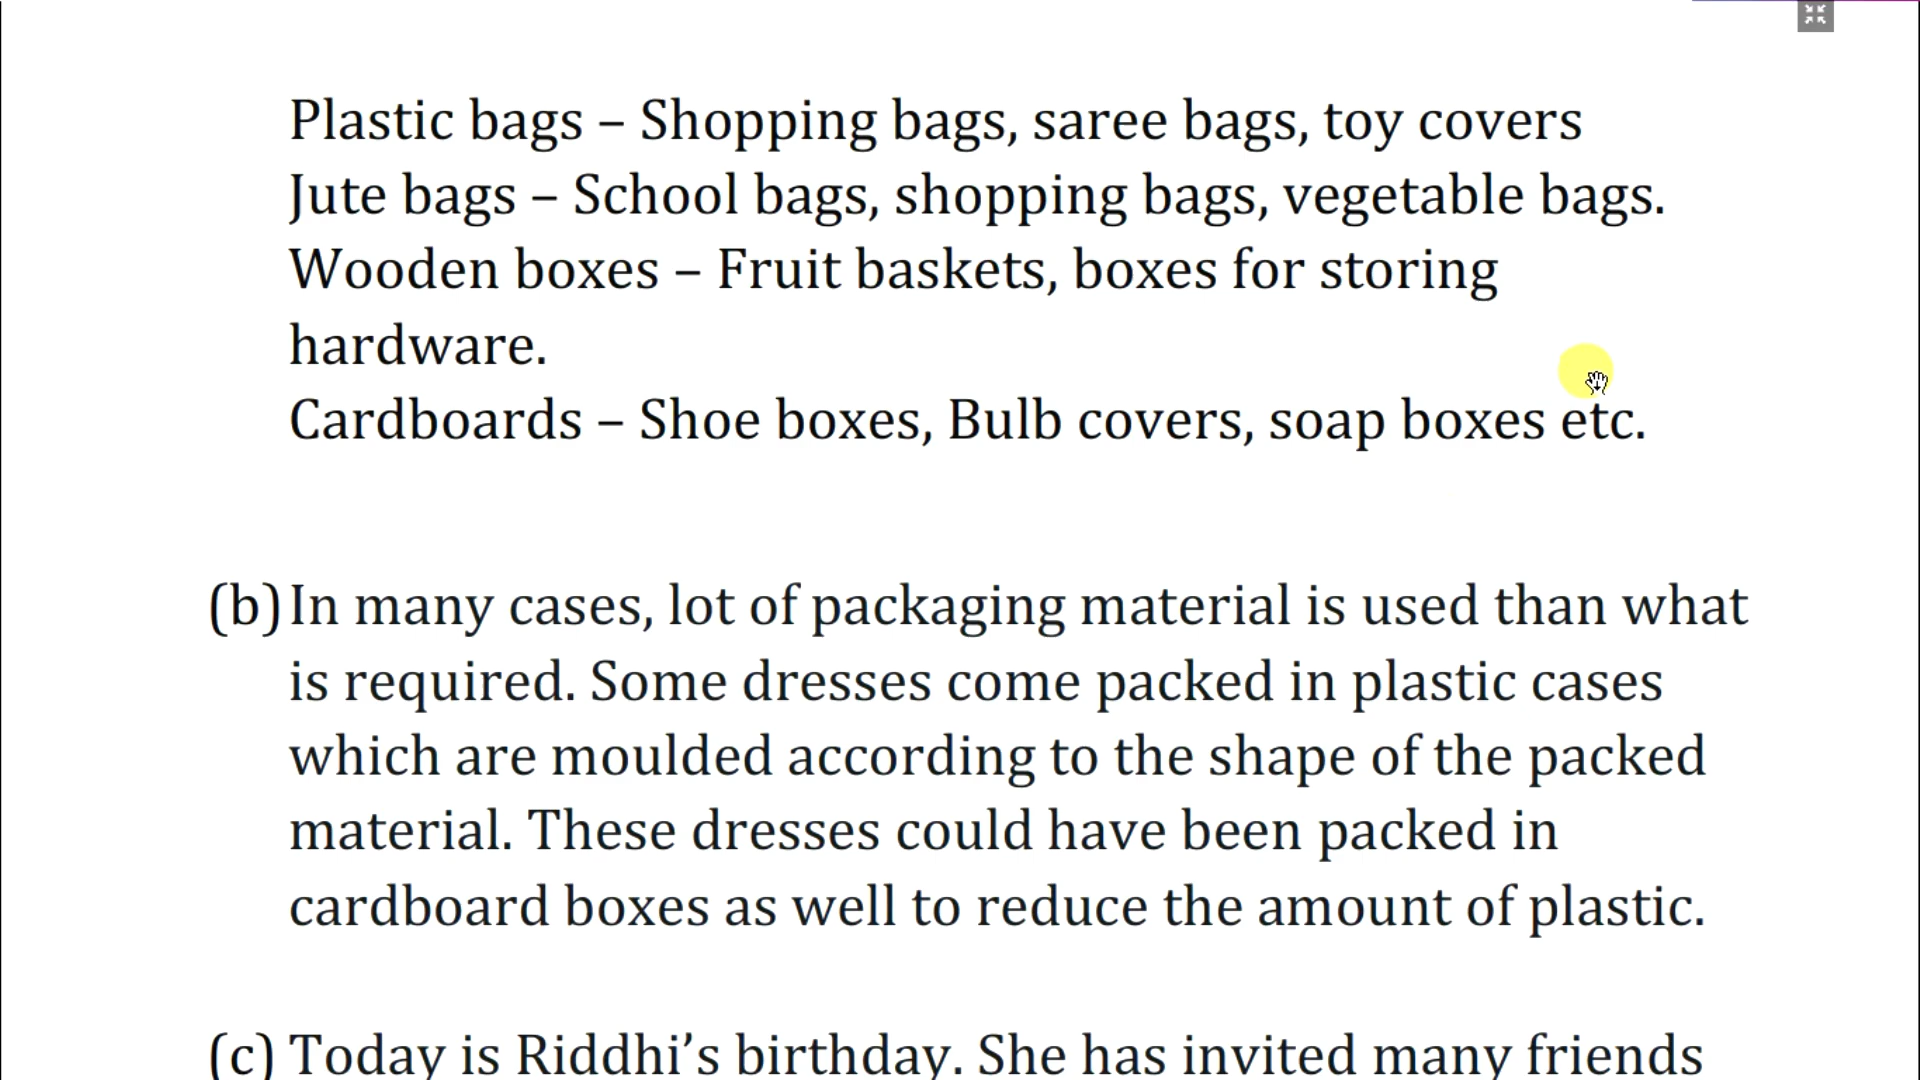 Plastic bags – Shopping bags, saree bags, toy covers
Jute bags – School bags, shopping bags, vegetable bags.
Wooden boxes – Fruit baskets, boxes for storing
hardware.
Cardboards – Shoe boxes, Bulb covers, soap boxes etc.
(b) In many cases, lot of packaging material is used than what
is required. Some dresses come packed in plastic cases
which are moulded according to the shape of the packed
material. These dresses could have been packed in
cardboard boxes as well to reduce the amount of plastic.
(c) Today is Riddhi’s birthday. She has invited many friends